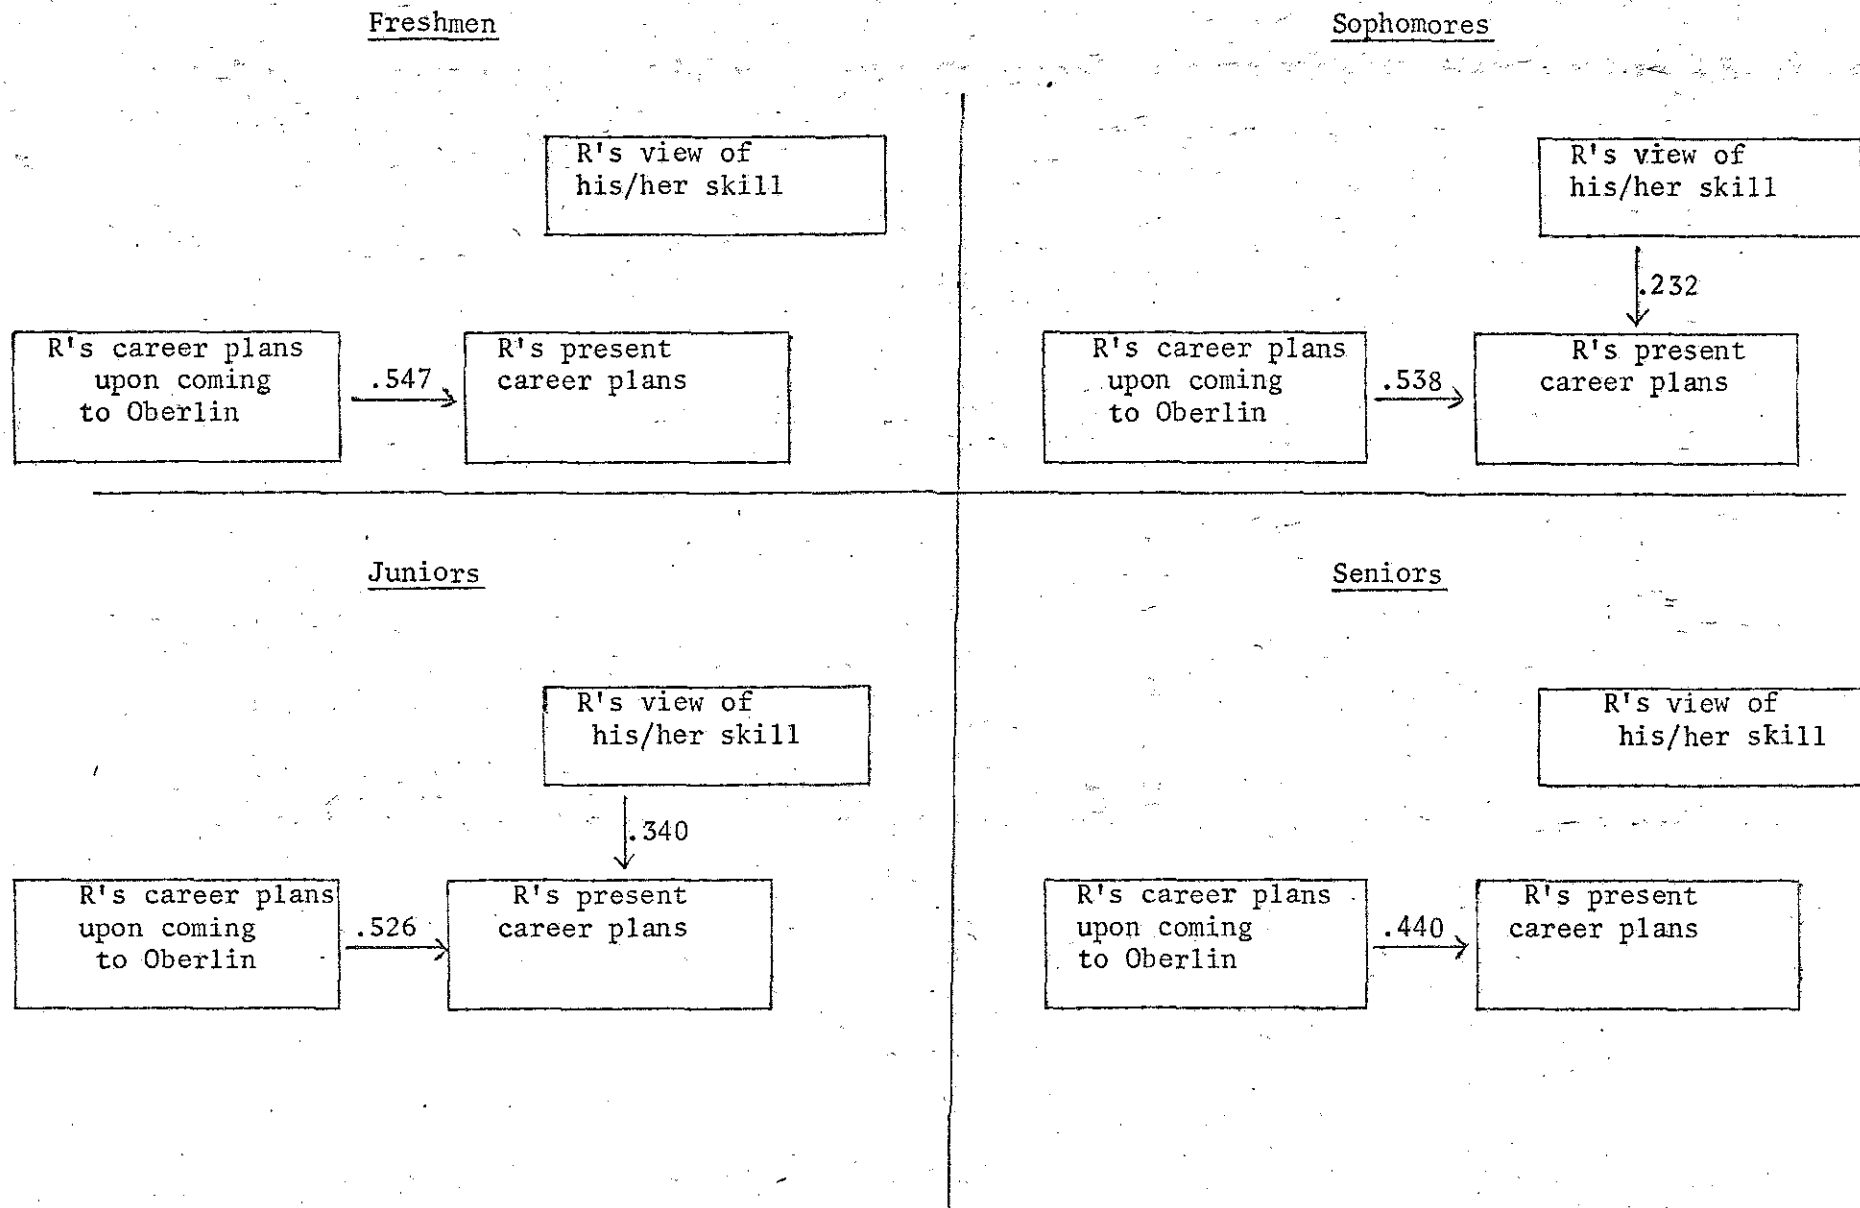 Freshmen
R's view of
his/her skill
R's career plans
upon coming
to Oberlin
.547
R's present
career plans
Sophomores
R's view of
his/her skill
.232
R's career plans
upon coming
to Oberlin
.538
R's present
career plans
Juniors
R's view of
his/her skill
.340
R's career plans
upon coming
to Oberlin
.526
R's present
career plans
Seniors
R's view of
his/her skill
R's career plans
upon coming
to Oberlin
.440
R's present
career plans